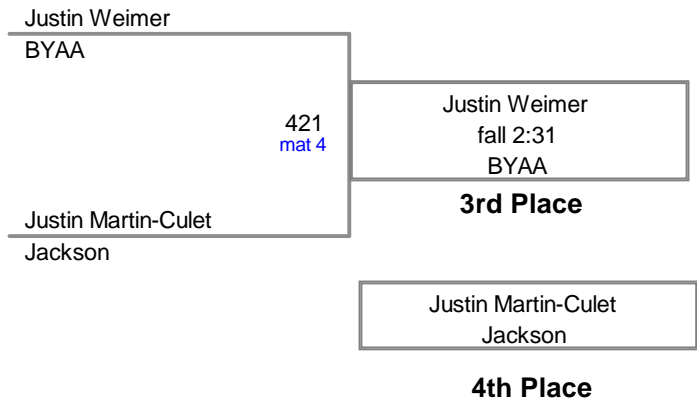 Justin Weimer
BYAA
421
mat 4
Justin Weimer
fall 2:31
BYAA
3rd Place
Justin Martin-Culet
Jackson
Justin Martin-Culet
Jackson
4th Place